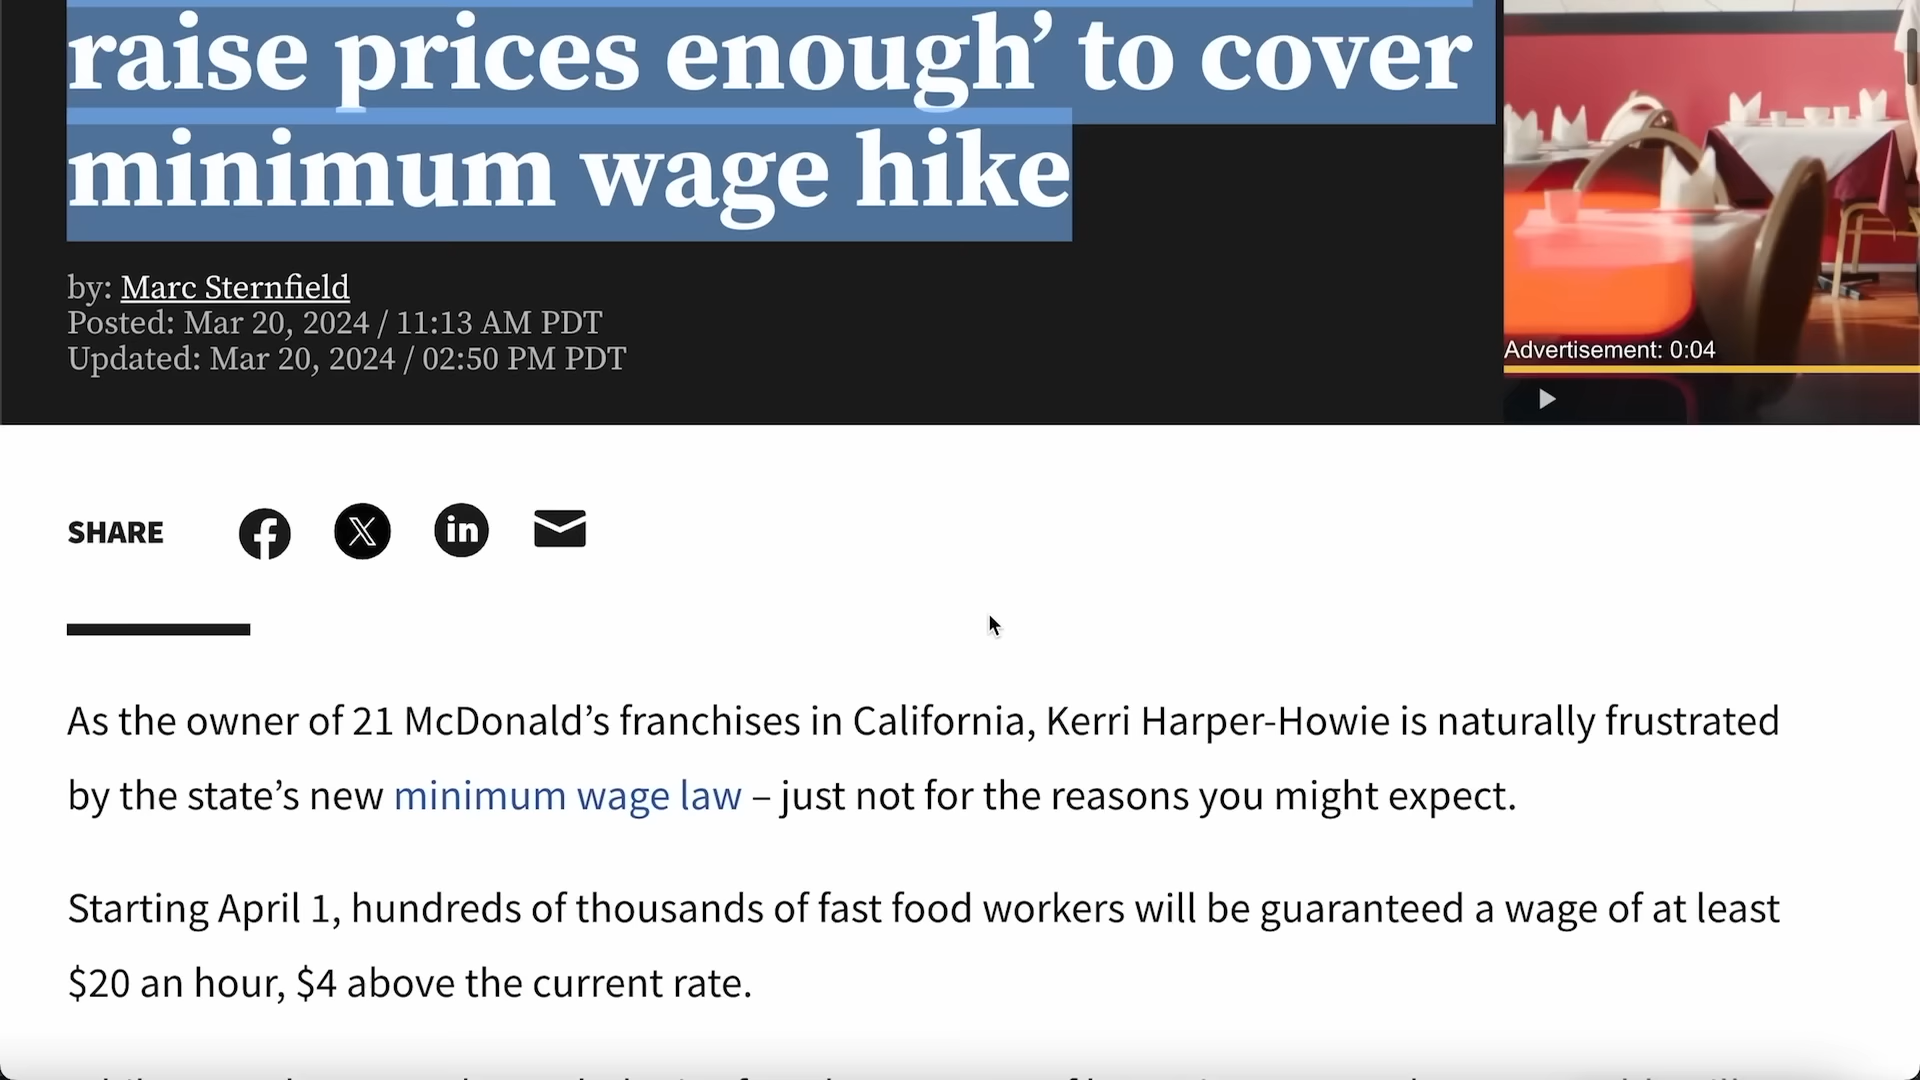 raise prices enough’ to cover
minimum wage hike
by: Marc Sternfield
Posted: Mar 20, 2024 / 11:13 AM PDT
Updated: Mar 20, 2024 / 02:50 PM PDT
Advertisement: 0:04
SHARE
As the owner of 21 McDonald’s franchises in California, Kerri Harper-Howie is naturally frustrated
by the state’s new minimum wage law – just not for the reasons you might expect.
Starting April 1, hundreds of thousands of fast food workers will be guaranteed a wage of at least
$20 an hour, $4 above the current rate.